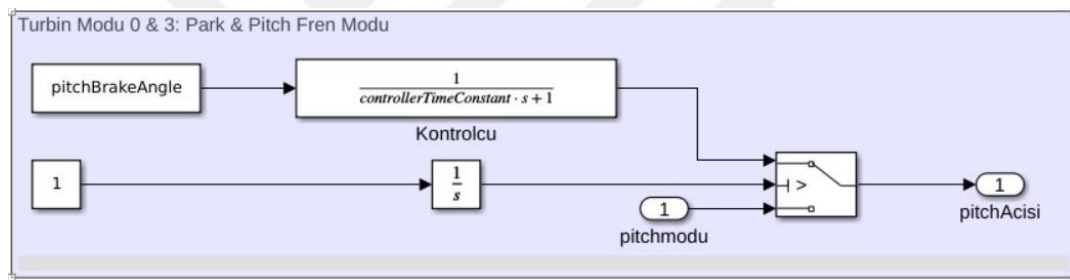 Turbin Modu 0 & 3: Park & Pitch Fren Modu
pitchBrakeAngle
1
controllerTimeConstant · s + 1
Kontrolcu
1
1
s
>
1
pitchmodu
1
pitchAcisi